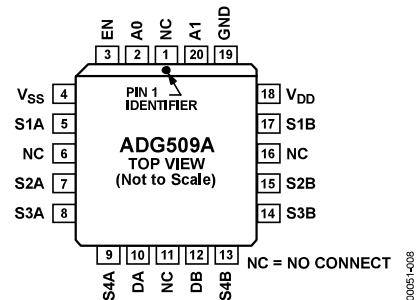 EN A0 NC A1 GND
3 2 1 20 19
PIN 1
IDENTIFIER
VSS 4 18 VDD
S1A 5 17 S1B
NC 6 16 NC
S2A 7 15 S2B
S3A 8 14 S3B
ADG509A
TOP VIEW
(Not to Scale)
9 10 11 12 13
S4A DA NC DB S4B
NC = NO CONNECT
00051-008